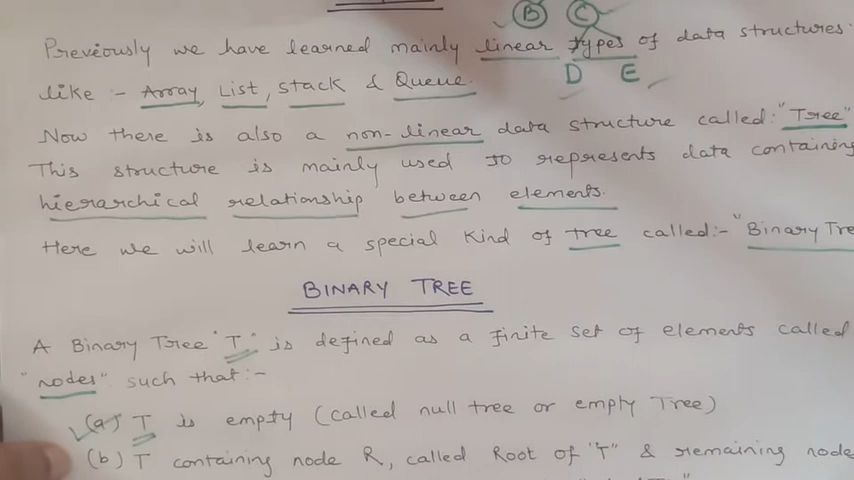 B C
Previously we have learned mainly linear types of data structures.
D E
like :- Array, List, Stack & Queue.
Now there is also a non-linear data structure called:"Tree"
This structure is mainly used to represents data containing
hierarchical relationship between elements.
Here we will learn a special kind of tree called:- "Binary Tre
BINARY TREE
A Binary Tree "T" is defined as a finite set of elements called
"nodes" such that:-
(a) T is empty (called null tree or empty Tree)
(b) T containing node R, called Root of "T" & remaining node